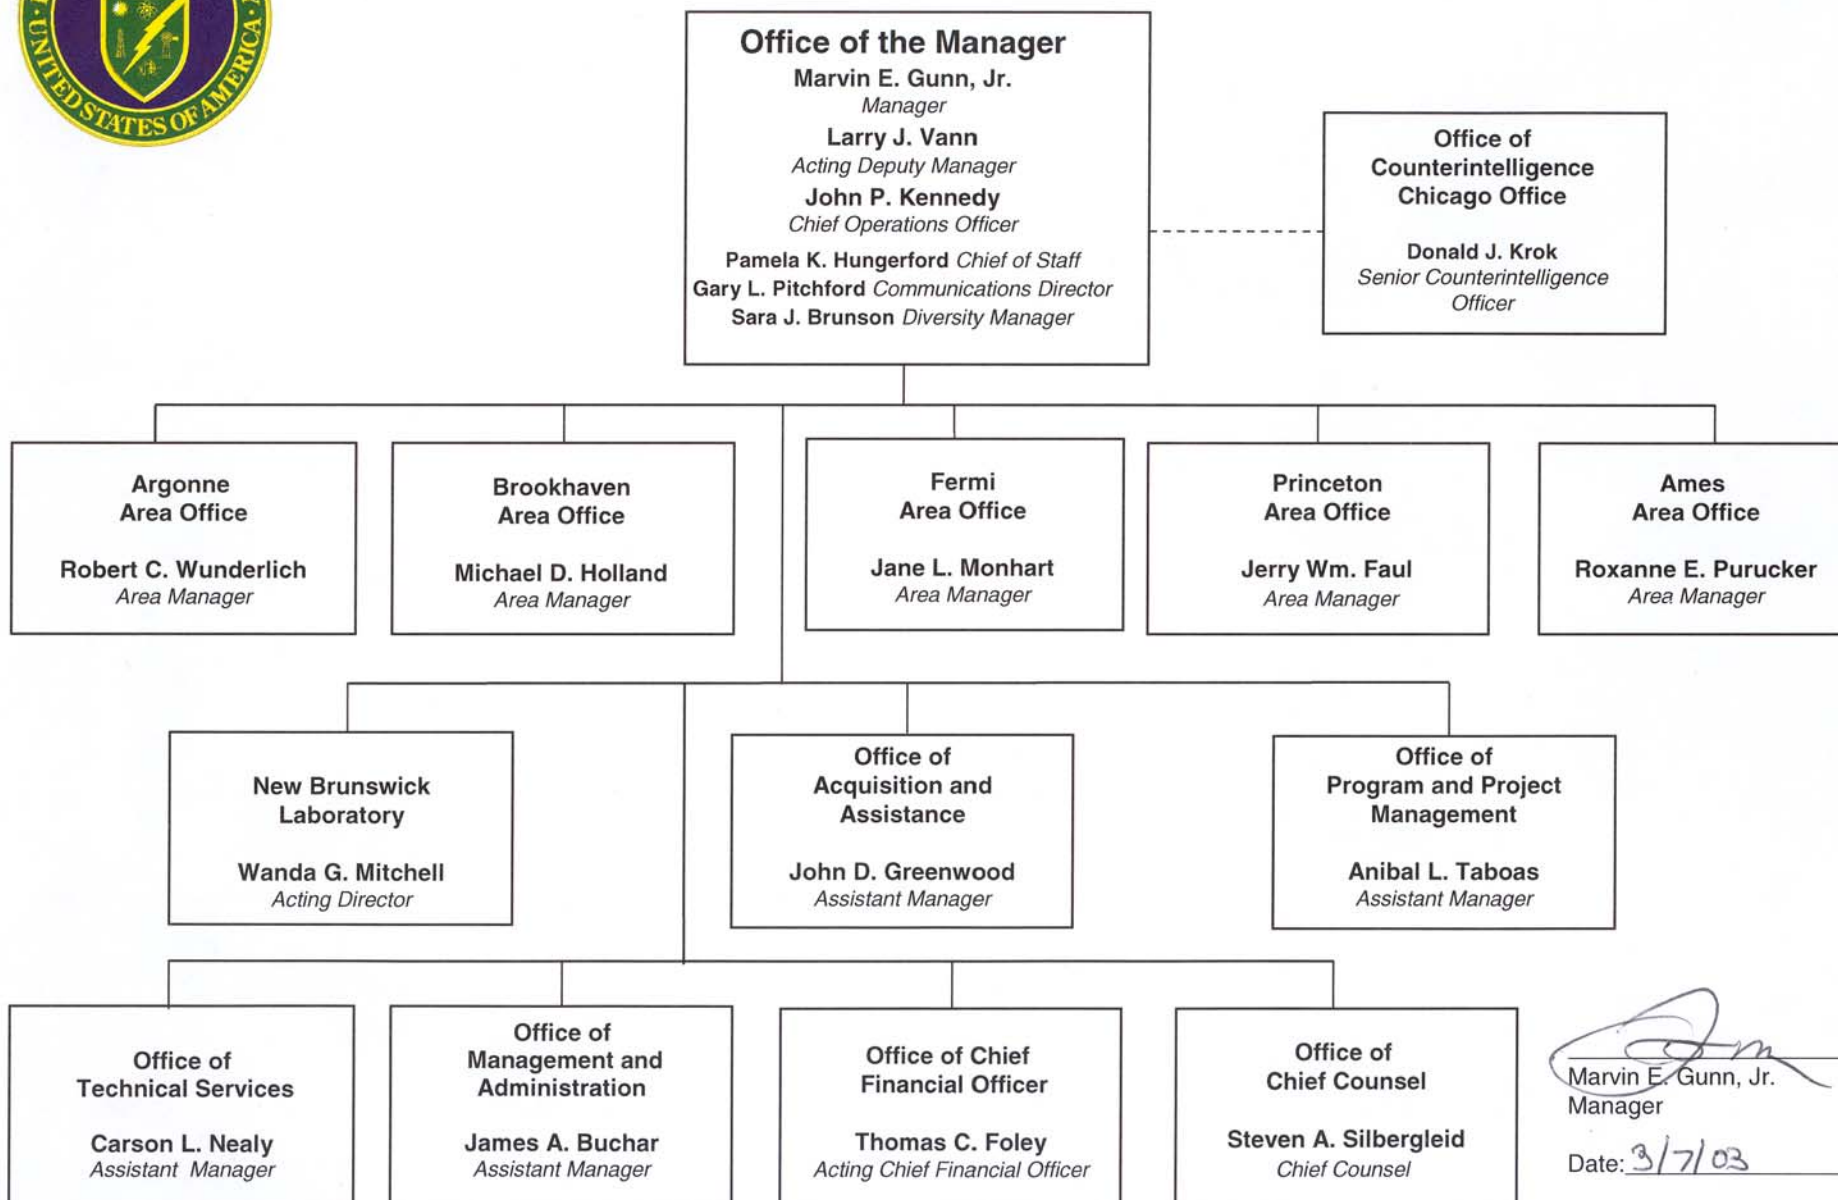 UNITED STATES OF AMERICA
Office of the Manager
Marvin E. Gunn, Jr.
Manager
Larry J. Vann
Acting Deputy Manager
John P. Kennedy
Chief Operations Officer
Pamela K. Hungerford Chief of Staff
Gary L. Pitchford Communications Director
Sara J. Brunson Diversity Manager
Office of
Counterintelligence
Chicago Office
Donald J. Krok
Senior Counterintelligence
Officer
Argonne
Area Office
Robert C. Wunderlich
Area Manager
Brookhaven
Area Office
Michael D. Holland
Area Manager
Fermi
Area Office
Jane L. Monhart
Area Manager
Princeton
Area Office
Jerry Wm. Faul
Area Manager
Ames
Area Office
Roxanne E. Purucker
Area Manager
New Brunswick
Laboratory
Wanda G. Mitchell
Acting Director
Office of
Acquisition and
Assistance
John D. Greenwood
Assistant Manager
Office of
Program and Project
Management
Anibal L. Taboas
Assistant Manager
Office of
Technical Services
Carson L. Nealy
Assistant Manager
Office of
Management and
Administration
James A. Buchar
Assistant Manager
Office of Chief
Financial Officer
Thomas C. Foley
Acting Chief Financial Officer
Office of
Chief Counsel
Steven A. Silbergleid
Chief Counsel
Marvin E. Gunn, Jr.
Manager
Date: 3/7/03